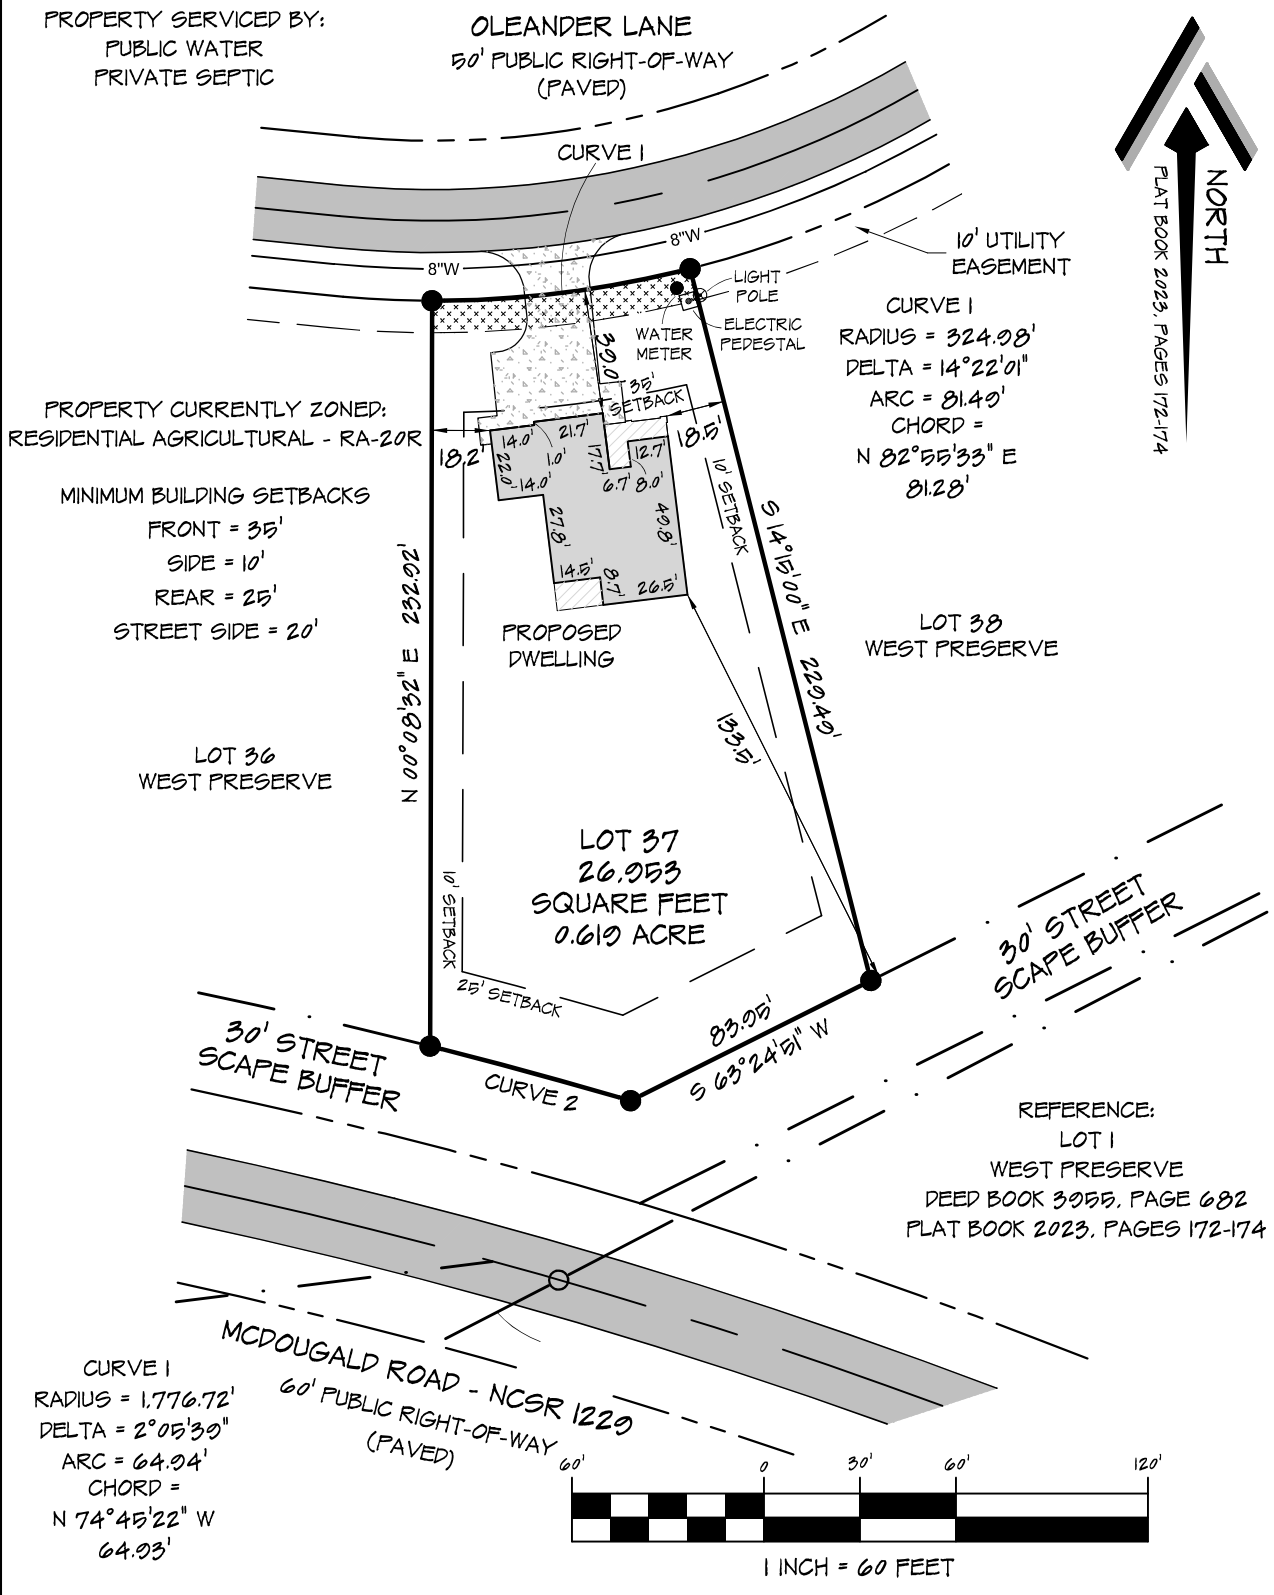 PROPERTY SERVICED BY:
PUBLIC WATER
PRIVATE SEPTIC
OLEANDER LANE
50' PUBLIC RIGHT-OF-WAY
(PAVED)
NORTH
PLAT BOOK 2023, PAGES 172-174
CURVE 1
8"W
8"W
10' UTILITY
EASEMENT
LIGHT
POLE
ELECTRIC
PEDESTAL
WATER
METER
CURVE 1
RADIUS = 324.98'
DELTA = 14°22'01"
ARC = 81.49'
CHORD =
N 82°55'33" E
81.28'
39.0'
35'
SETBACK
PROPERTY CURRENTLY ZONED:
RESIDENTIAL AGRICULTURAL - RA-20R
18.2'
18.5'
14.0'
21.7'
1.0'
22.0'
14.0'
17.7'
12.7'
6.7'
8.0'
27.8'
49.8'
14.5'
8.7'
26.5'
10' SETBACK
MINIMUM BUILDING SETBACKS
FRONT = 35'
SIDE = 10'
REAR = 25'
STREET SIDE = 20'
PROPOSED
DWELLING
N 00°08'32" E 232.92'
S 14°15'00" E 229.49'
133.5'
LOT 38
WEST PRESERVE
LOT 36
WEST PRESERVE
LOT 37
26,953
SQUARE FEET
0.619 ACRE
10' SETBACK
25' SETBACK
30' STREET
SCAPE BUFFER
30' STREET
SCAPE BUFFER
CURVE 2
83.95'
S 63°24'51" W
REFERENCE:
LOT 1
WEST PRESERVE
DEED BOOK 3955, PAGE 682
PLAT BOOK 2023, PAGES 172-174
MCDOUGALD ROAD - NCSR 1229
60' PUBLIC RIGHT-OF-WAY
(PAVED)
CURVE 1
RADIUS = 1,776.72'
DELTA = 2°05'39"
ARC = 64.94'
CHORD =
N 74°45'22" W
64.93'
60' 0 30' 60' 120'
1 INCH = 60 FEET